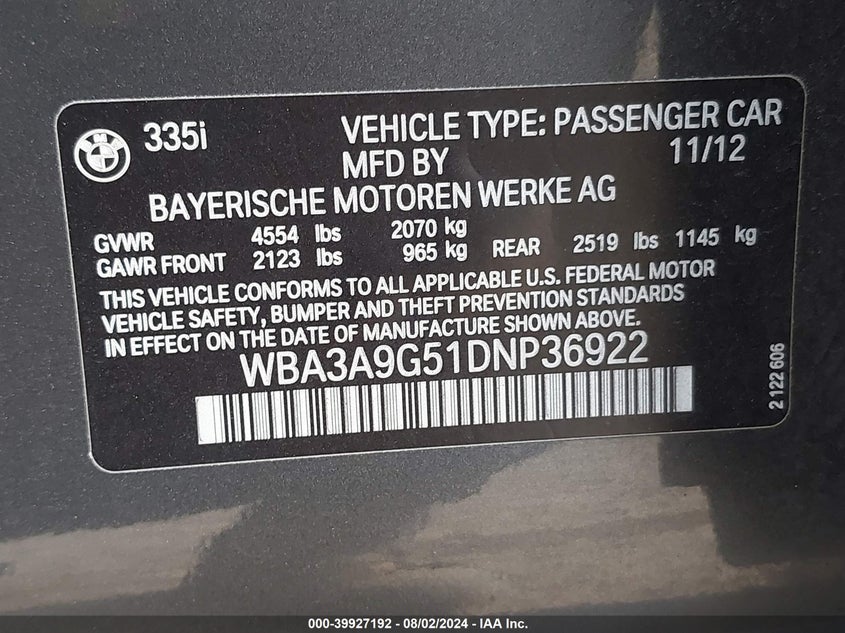 BMW
335i VEHICLE TYPE: PASSENGER CAR
MFD BY 11/12
BAYERISCHE MOTOREN WERKE AG
GVWR 4554 lbs 2070 kg
GAWR FRONT 2123 lbs 965 kg REAR 2519 lbs 1145 kg
THIS VEHICLE CONFORMS TO ALL APPLICABLE U.S. FEDERAL MOTOR
VEHICLE SAFETY, BUMPER AND THEFT PREVENTION STANDARDS
IN EFFECT ON THE DATE OF MANUFACTURE SHOWN ABOVE.
WBA3A9G51DNP36922
2 122 606
000-39927192 - 08/02/2024 - IAA Inc.